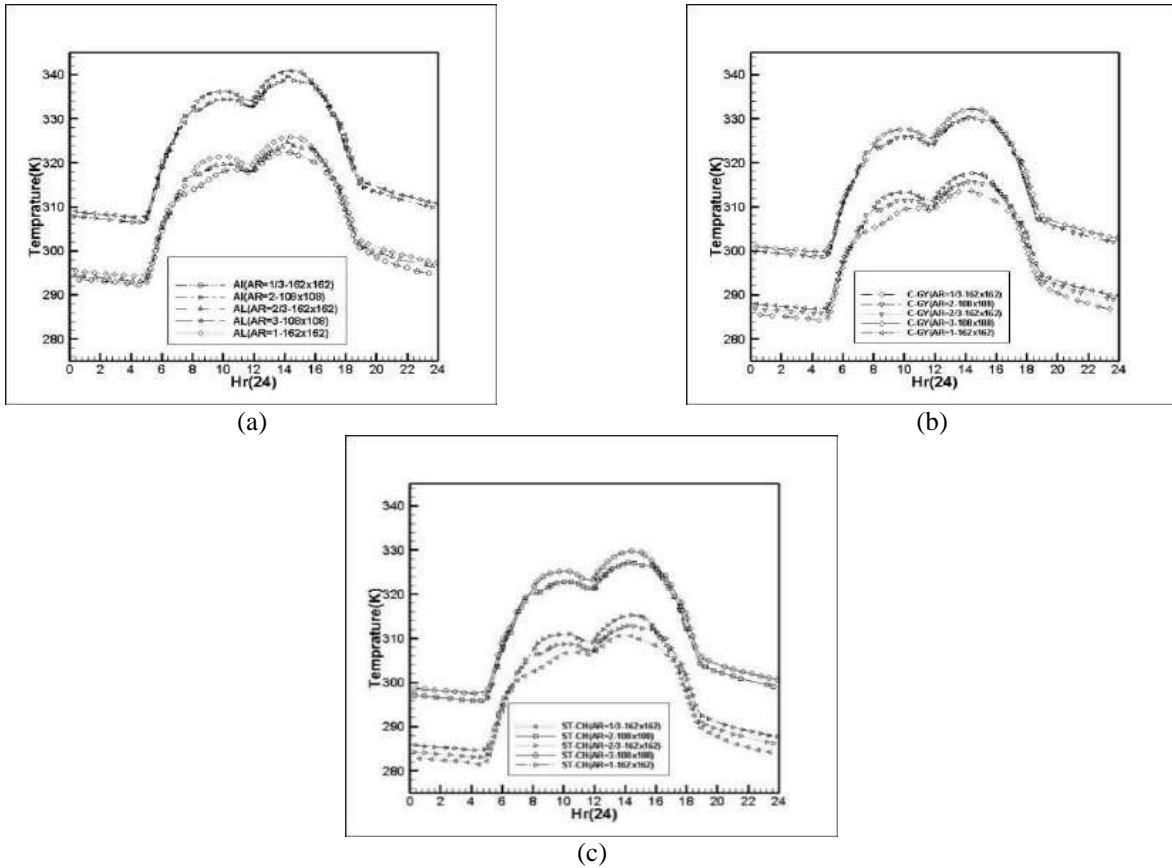 340
330
320
310
300
290
280
Temprature(K)
AI(AR=1/3-162x162)
AI(AR=2-108x108)
AL(AR=2/3-162x162)
AL(AR=3-108x108)
AL(AR=1-162x162)
0 2 4 6 8 10 12 14 16 18 20 22 24
Hr(24)
(a)
340
330
320
310
300
290
280
Temprature(K)
C-GY(AR=1/3-162x162)
C-GY(AR=2-108x108)
C-GY(AR=2/3-162x162)
C-GY(AR=3-108x108)
C-GY(AR=1-162x162)
0 2 4 6 8 10 12 14 16 18 20 22 24
Hr(24)
(b)
340
330
320
310
300
290
280
Temprature(K)
ST-CH(AR=1/3-162x162)
ST-CH(AR=2-108x108)
ST-CH(AR=2/3-162x162)
ST-CH(AR=3-108x108)
ST-CH(AR=1-162x162)
0 2 4 6 8 10 12 14 16 18 20 22 24
Hr(24)
(c)